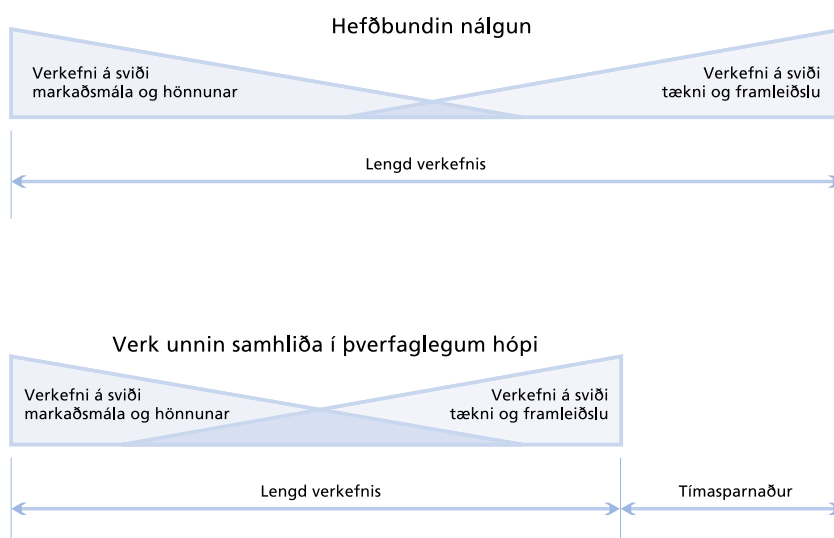 Hefðbundin nálgun
Verkefni á sviði
markaðsmála og hönnunar
Verkefni á sviði
tækni og framleiðslu
Lengd verkefnis
Verk unnin samhliða í þverfaglegum hópi
Verkefni á sviði
markaðsmála og hönnunar
Verkefni á sviði
tækni og framleiðslu
Lengd verkefnis
Tímasparnaður